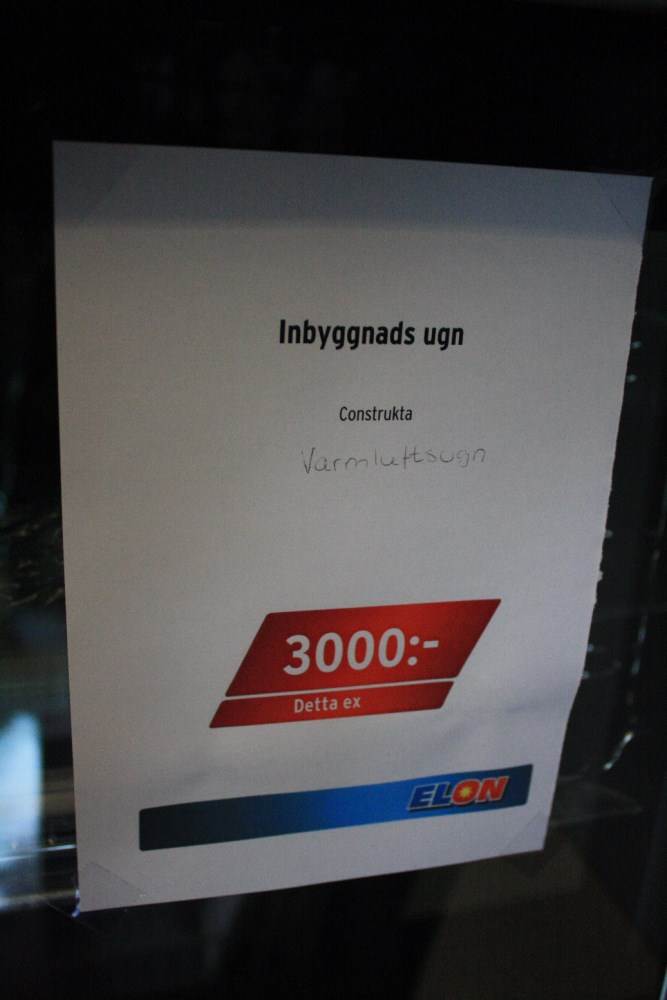 Inbyggnads ugn
Construkta
Varmluftsugn
3000:-
Detta ex
ELON